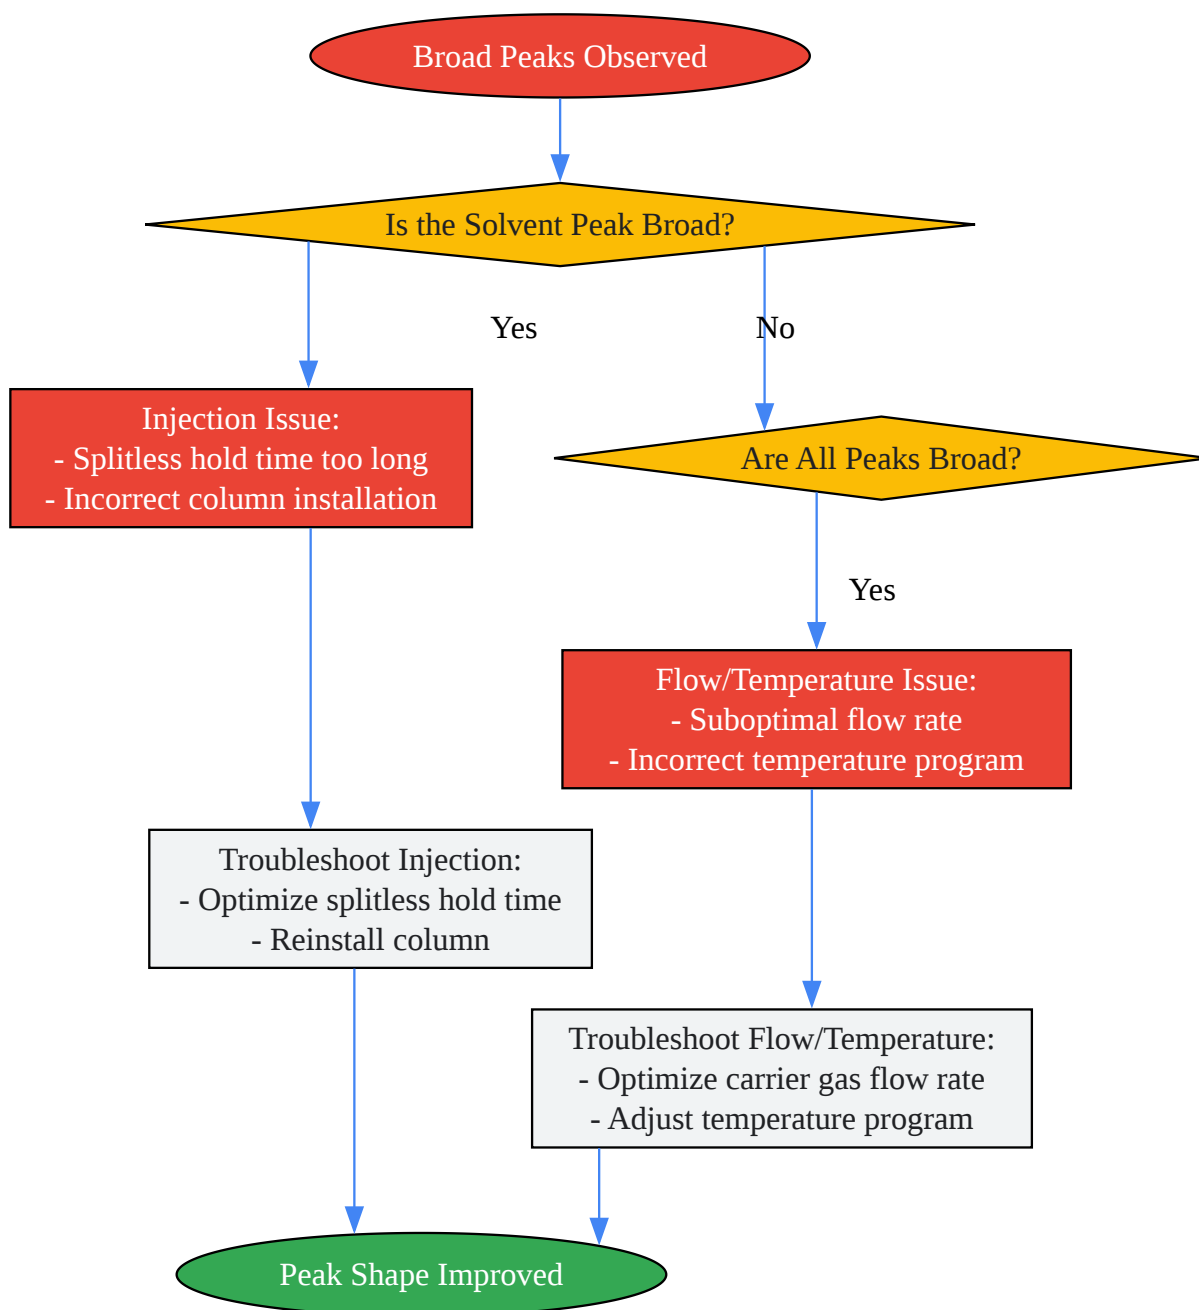 Broad Peaks Observed
Is the Solvent Peak Broad?
Yes
No
Injection Issue:
- Splitless hold time too long
- Incorrect column installation
Are All Peaks Broad?
Yes
Flow/Temperature Issue:
- Suboptimal flow rate
- Incorrect temperature program
Troubleshoot Injection:
- Optimize splitless hold time
- Reinstall column
Troubleshoot Flow/Temperature:
- Optimize carrier gas flow rate
- Adjust temperature program
Peak Shape Improved